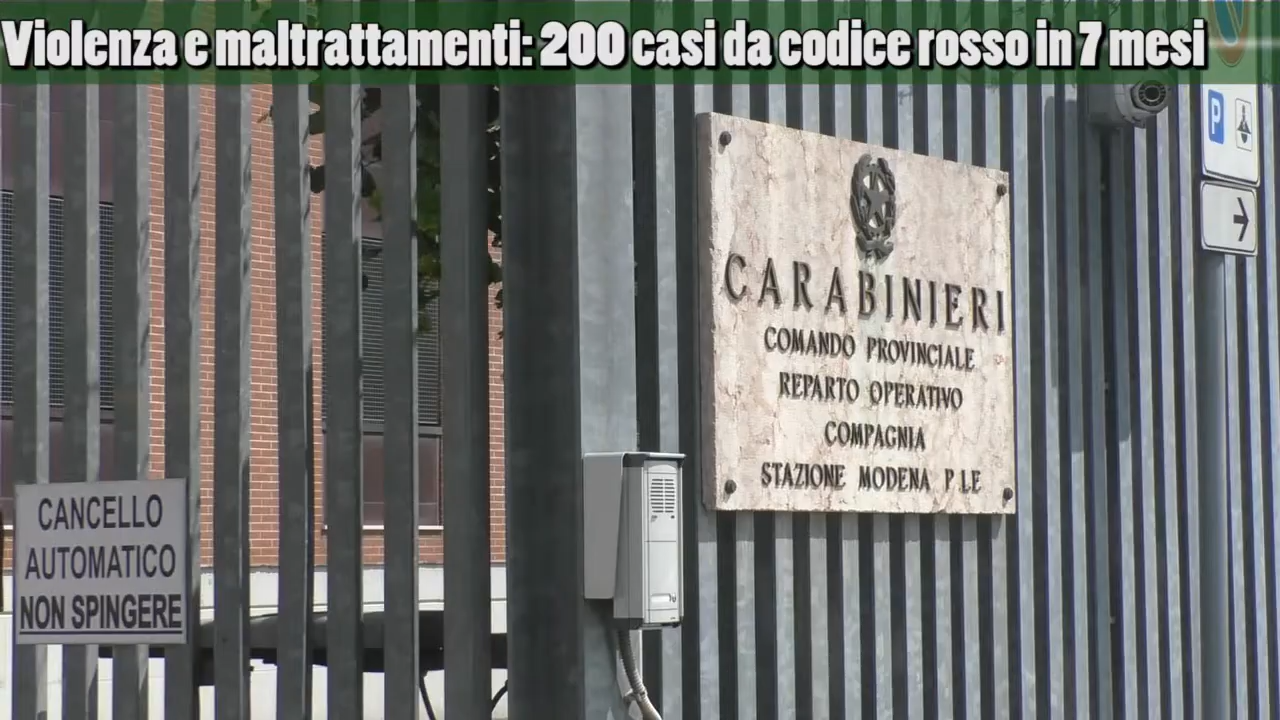 Violenza e maltrattamenti: 200 casi da codice rosso in 7 mesi
P
CARABINIERI
COMANDO PROVINCIALE
REPARTO OPERATIVO
COMPAGNIA
STAZIONE MODENA P LE
CANCELLO
AUTOMATICO
NON SPINGERE